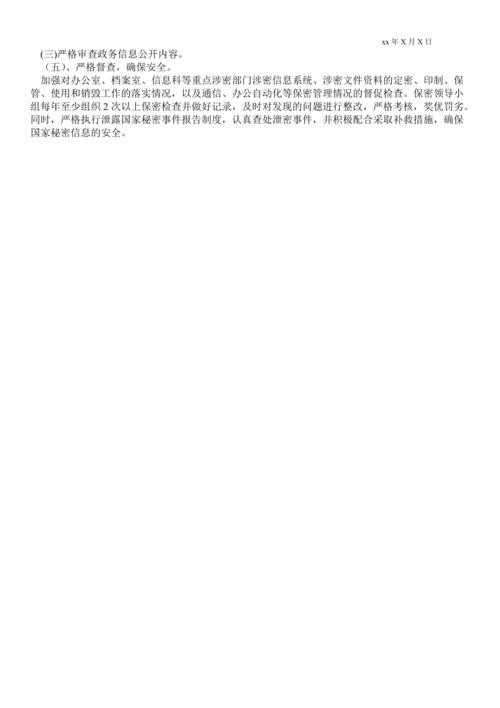 xx年X月X日
(三)严格审查政务信息公开内容。
（五）、严格督查，确保安全。
加强对办公室、档案室、信息科等重点涉密部门涉密信息系统、涉密文件资料的定密、印制、保
管、使用和销毁工作的落实情况，以及通信、办公自动化等保密管理情况的督促检查。保密领导小
组每年至少组织2次以上保密检查并做好记录，及时对发现的问题进行整改，严格考核，奖优罚劣。
同时，严格执行泄露国家秘密事件报告制度，认真查处泄密事件，并积极配合采取补救措施，确保
国家秘密信息的安全。